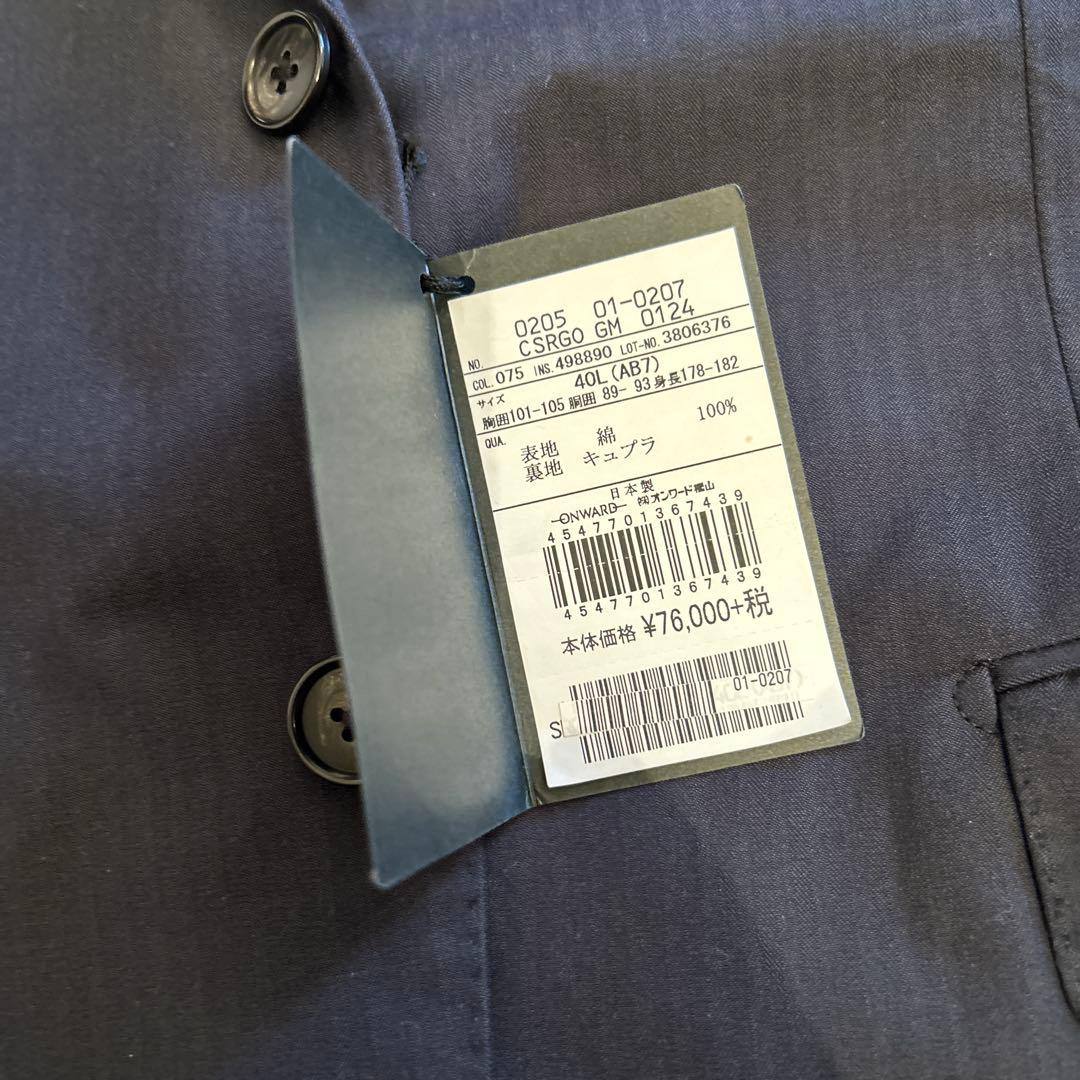 0205 01-0207
NO. CSRGO GM 0124
COL. 075 INS. 498890 LOT-NO. 3806376
サイズ 40L(AB7)
胸囲101-105 胴囲 89- 93 身長178-182
QUA.
表地 綿 100%
裏地 キュプラ
日本製
ONWARD ㈱オンワード樫山
4547701367439
4547701367439
本体価格 ¥76,000+税
01-0207
S